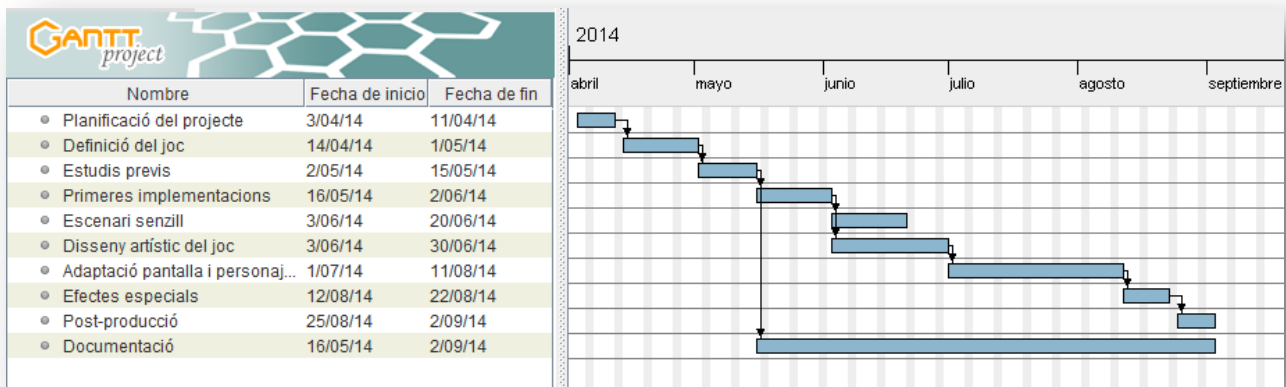 GANTT
project
2014
abril mayo junio julio agosto septiembre
Nombre Fecha de inicio Fecha de fin
Planificació del projecte 3/04/14 11/04/14
Definició del joc 14/04/14 1/05/14
Estudis previs 2/05/14 15/05/14
Primeres implementacions 16/05/14 2/06/14
Escenari senzill 3/06/14 20/06/14
Disseny artístic del joc 3/06/14 30/06/14
Adaptació pantalla i personaj... 1/07/14 11/08/14
Efectes especials 12/08/14 22/08/14
Post-producció 25/08/14 2/09/14
Documentació 16/05/14 2/09/14